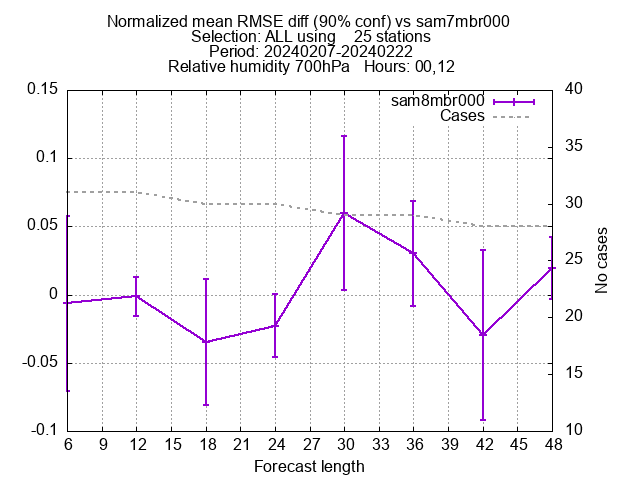 Normalized mean RMSE diff (90% conf) vs sam7mbr000
Selection: ALL using    25 stations
Period: 20240207-20240222
Relative humidity 700hPa   Hours: 00,12
0.15
0.1
0.05
0
-0.05
-0.1
40
35
30
25
20
15
10
sam8mbr000
Cases
No cases
6 9 12 15 18 21 24 27 30 33 36 39 42 45 48
Forecast length